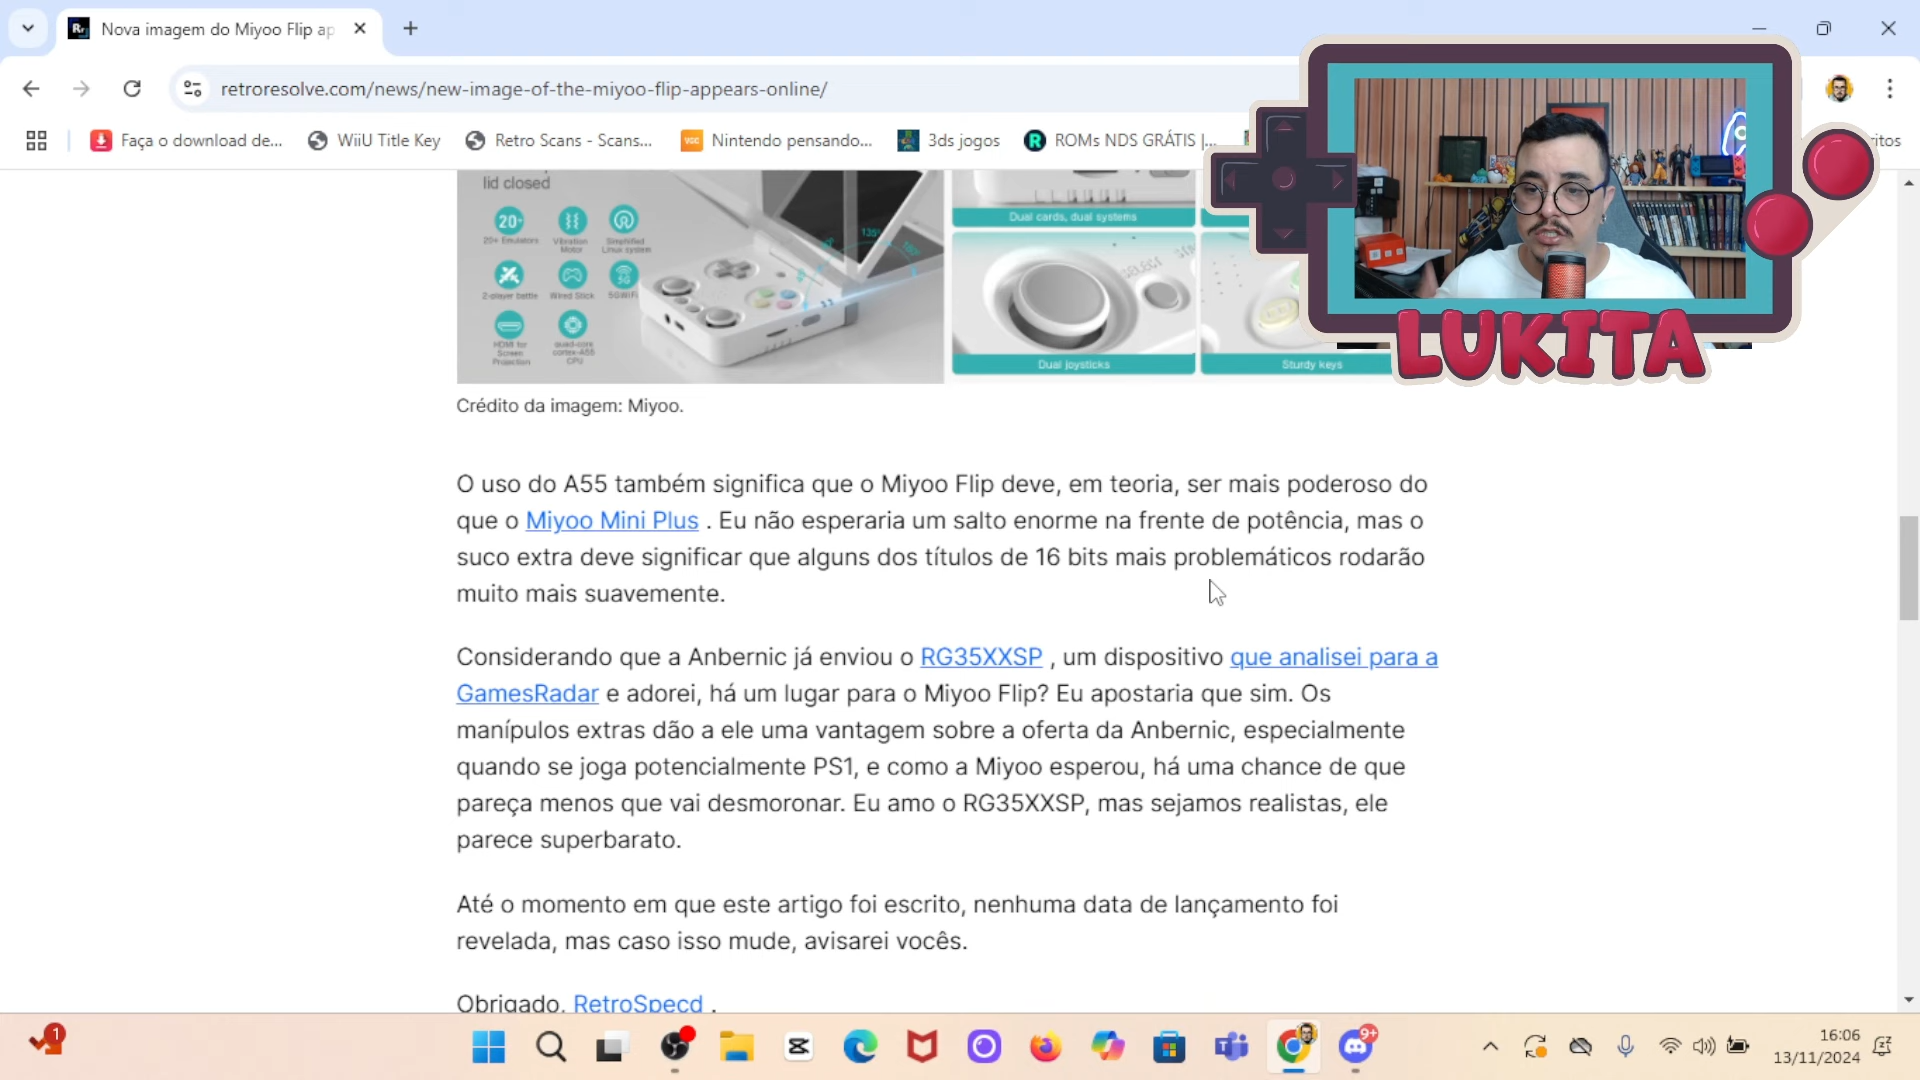 Nova imagem do Miyoo Flip ap
retroresolve.com/news/new-image-of-the-miyoo-flip-appears-online/
Faça o download de...
WiiU Title Key
Retro Scans - Scans...
Nintendo pensando...
3ds jogos
ROMs NDS GRÁTIS |...
itos
lid closed
20+
20+ Emulators
Vibration Motor
Simplified Linux system
2-player battle
Wired Stick
5GWiFi
HDMI for Screen Projection
quad-core cortex-A55 CPU
135°
Dual cards, dual systems
Dual joysticks
Sturdy keys
LUKITA
Crédito da imagem: Miyoo.
O uso do A55 também significa que o Miyoo Flip deve, em teoria, ser mais poderoso do
que o Miyoo Mini Plus . Eu não esperaria um salto enorme na frente de potência, mas o
suco extra deve significar que alguns dos títulos de 16 bits mais problemáticos rodarão
muito mais suavemente.
Considerando que a Anbernic já enviou o RG35XXSP , um dispositivo que analisei para a
GamesRadar e adorei, há um lugar para o Miyoo Flip? Eu apostaria que sim. Os
manípulos extras dão a ele uma vantagem sobre a oferta da Anbernic, especialmente
quando se joga potencialmente PS1, e como a Miyoo esperou, há uma chance de que
pareça menos que vai desmoronar. Eu amo o RG35XXSP, mas sejamos realistas, ele
parece superbarato.
Até o momento em que este artigo foi escrito, nenhuma data de lançamento foi
revelada, mas caso isso mude, avisarei vocês.
Obrigado, RetroSpecd .
1
9+
16:06
13/11/2024